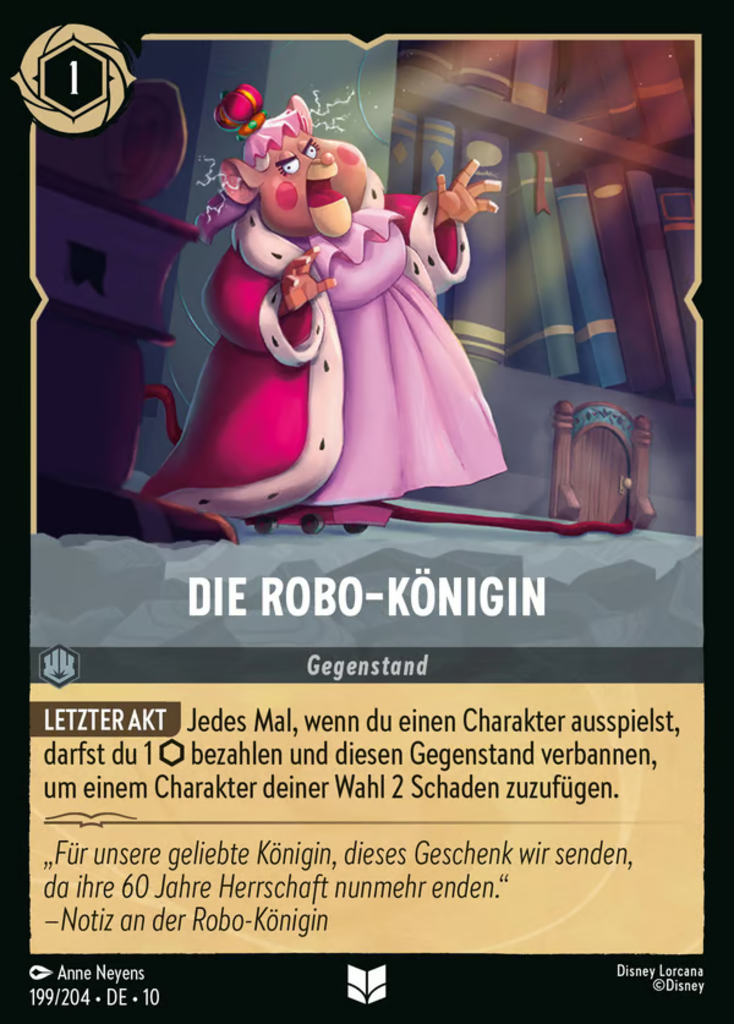 1
DIE ROBO-KÖNIGIN
Gegenstand
LETZTER AKT Jedes Mal, wenn du einen Charakter ausspielst,
darfst du 1 ⬡ bezahlen und diesen Gegenstand verbannen,
um einem Charakter deiner Wahl 2 Schaden zuzufügen.
„Für unsere geliebte Königin, dieses Geschenk wir senden,
da ihre 60 Jahre Herrschaft nunmehr enden.“
–Notiz an der Robo-Königin
Anne Neyens
199/204 • DE • 10
Disney Lorcana
©Disney